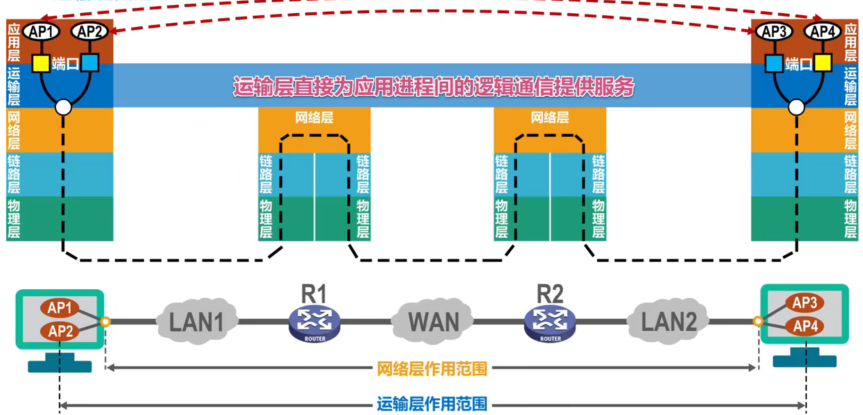 AP1 AP2
AP3 AP4
应用层
端口
端口
应用层
运输层
运输层直接为应用进程间的逻辑通信提供服务
运输层
网络层
网络层
网络层
网络层
链路层
链路层
链路层
链路层
链路层
链路层
物理层
物理层
物理层
物理层
物理层
物理层
AP1
AP2
LAN1
R1
ROUTER
WAN
R2
ROUTER
LAN2
AP3
AP4
网络层作用范围
运输层作用范围